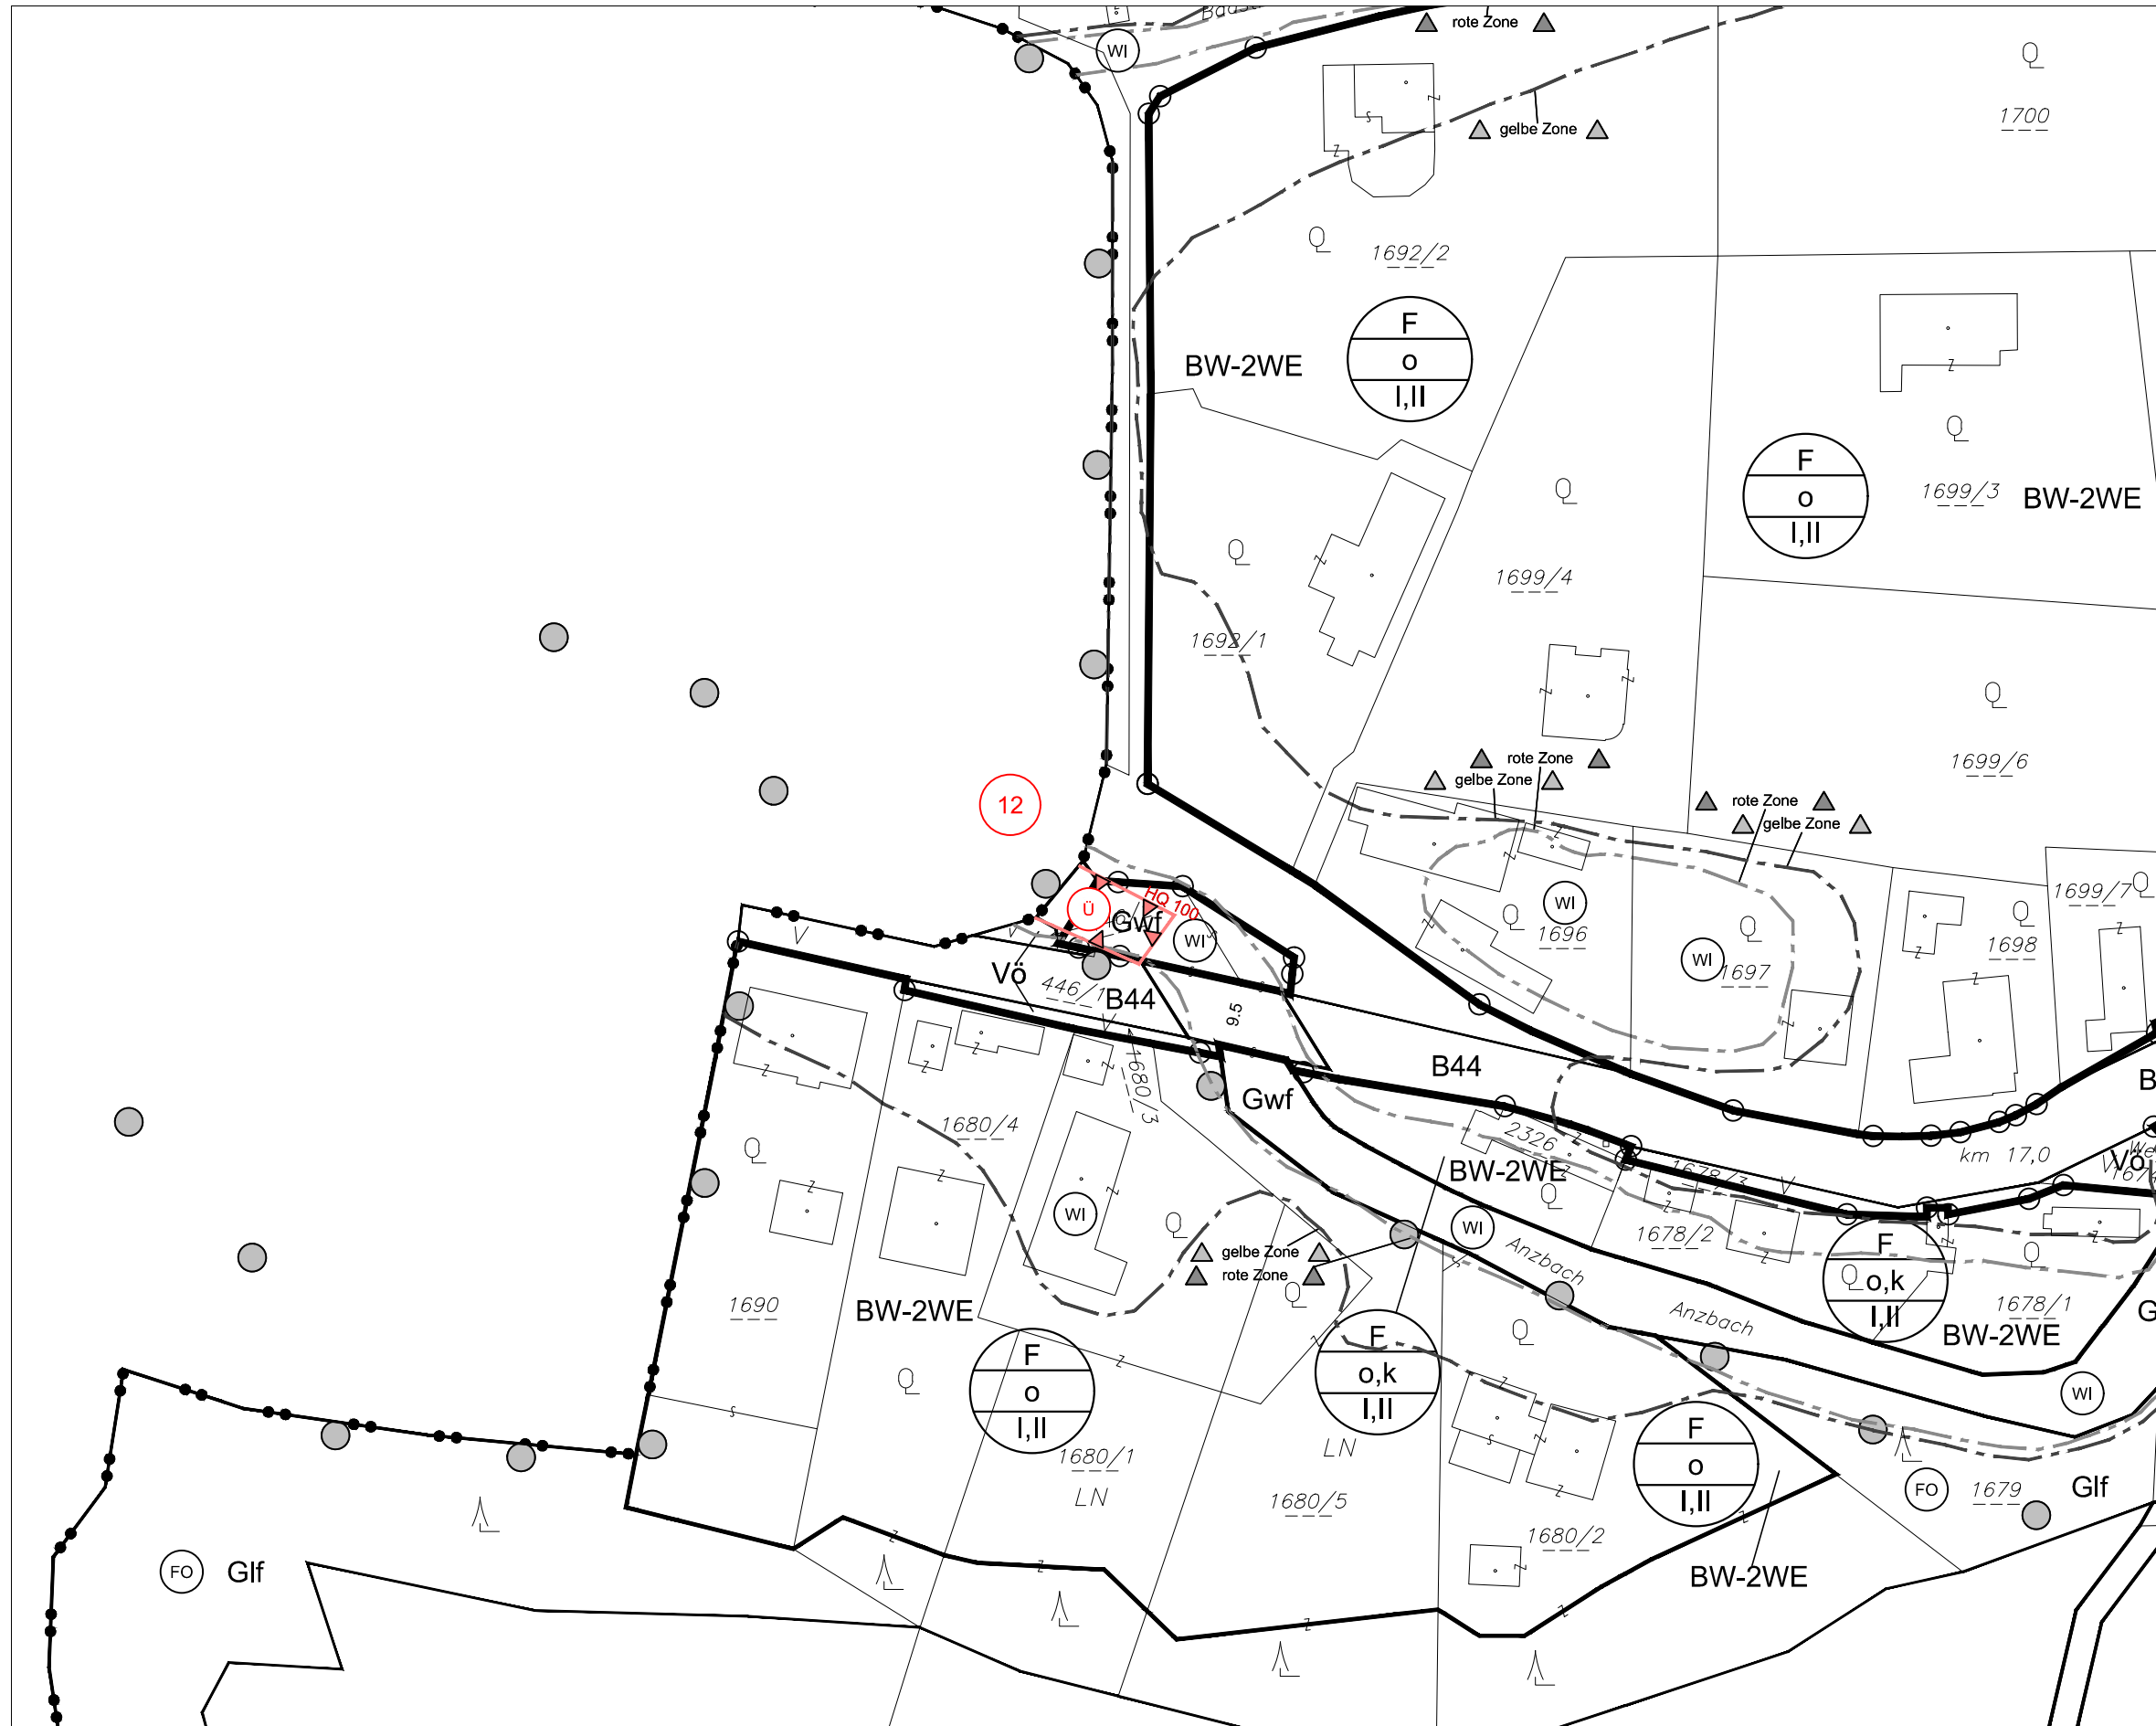 rote Zone
WI
gelbe Zone
1700
1692/2
BW-2WE
F
o
I,II
F
o
I,II
1699/3
BW-2WE
1699/4
1692/1
1699/6
rote Zone
gelbe Zone
rote Zone
gelbe Zone
12
HQ 100
Ü
Gwf
WI
WI
1696
WI
1697
1698
1699/7
Vö
446/1
B44
9.5
B44
Gwf
1680/3
1680/4
2326
BW-2WE
1678/3
km 17,0
Vö
WI
WI
Anzbach
1678/2
F
o,k
I,II
gelbe Zone
rote Zone
1690
BW-2WE
Anzbach
1678/1
BW-2WE
F
o
I,II
F
o,k
I,II
WI
1680/1
LN
LN
1680/5
F
o
I,II
FO
1679
Glf
1680/2
BW-2WE
FO
Glf